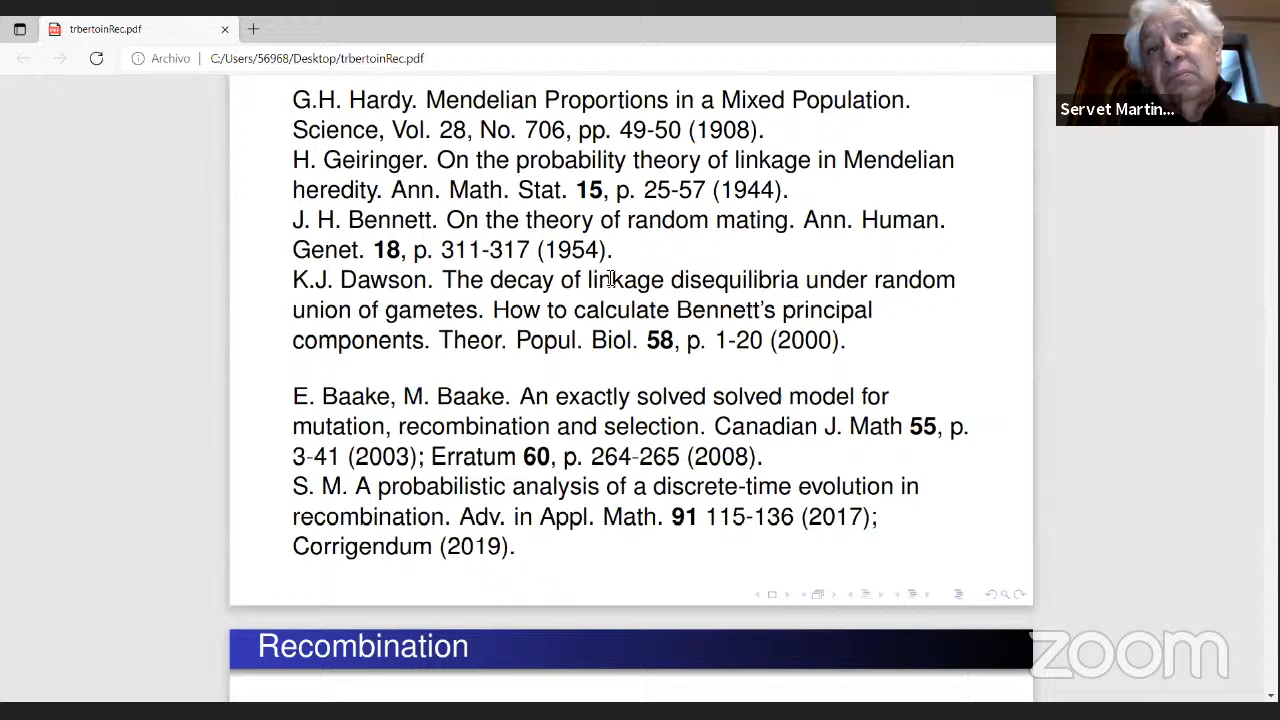 trbertoinRec.pdf
Archivo C:/Users/56968/Desktop/trbertoinRec.pdf
Servet Martin...
G.H. Hardy. Mendelian Proportions in a Mixed Population.
Science, Vol. 28, No. 706, pp. 49-50 (1908).
H. Geiringer. On the probability theory of linkage in Mendelian
heredity. Ann. Math. Stat. 15, p. 25-57 (1944).
J. H. Bennett. On the theory of random mating. Ann. Human.
Genet. 18, p. 311-317 (1954).
K.J. Dawson. The decay of linkage disequilibria under random
union of gametes. How to calculate Bennett's principal
components. Theor. Popul. Biol. 58, p. 1-20 (2000).
E. Baake, M. Baake. An exactly solved solved model for
mutation, recombination and selection. Canadian J. Math 55, p.
3-41 (2003); Erratum 60, p. 264-265 (2008).
S. M. A probabilistic analysis of a discrete-time evolution in
recombination. Adv. in Appl. Math. 91 115-136 (2017);
Corrigendum (2019).
Recombination
zoom